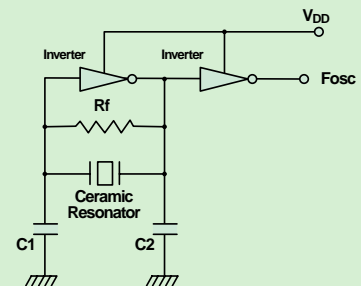 VDD
Inverter
Inverter
Fosc
Rf
Ceramic
Resonator
C1
C2